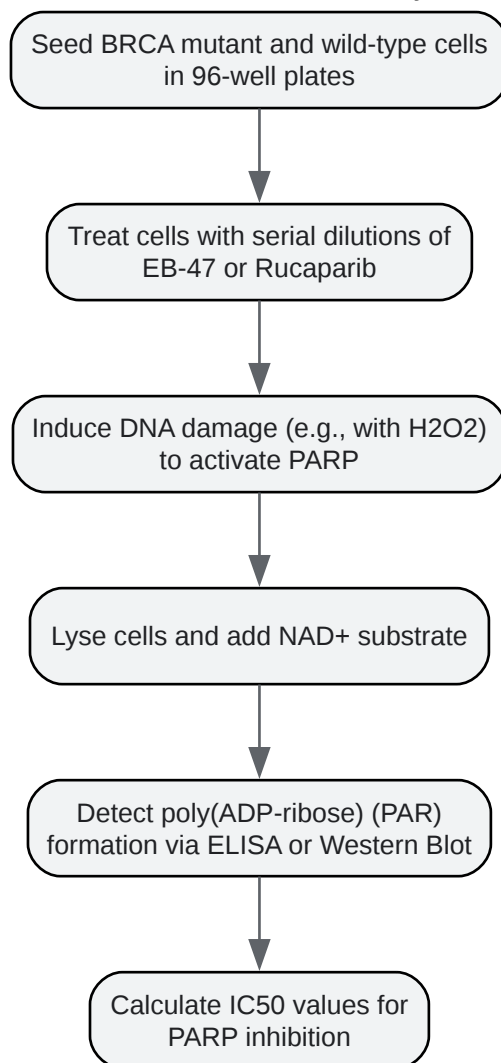 Seed BRCA mutant and wild-type cells
in 96-well plates
Treat cells with serial dilutions of
EB-47 or Rucaparib
Induce DNA damage (e.g., with H2O2)
to activate PARP
Lyse cells and add NAD+ substrate
Detect poly(ADP-ribose) (PAR)
formation via ELISA or Western Blot
Calculate IC50 values for
PARP inhibition